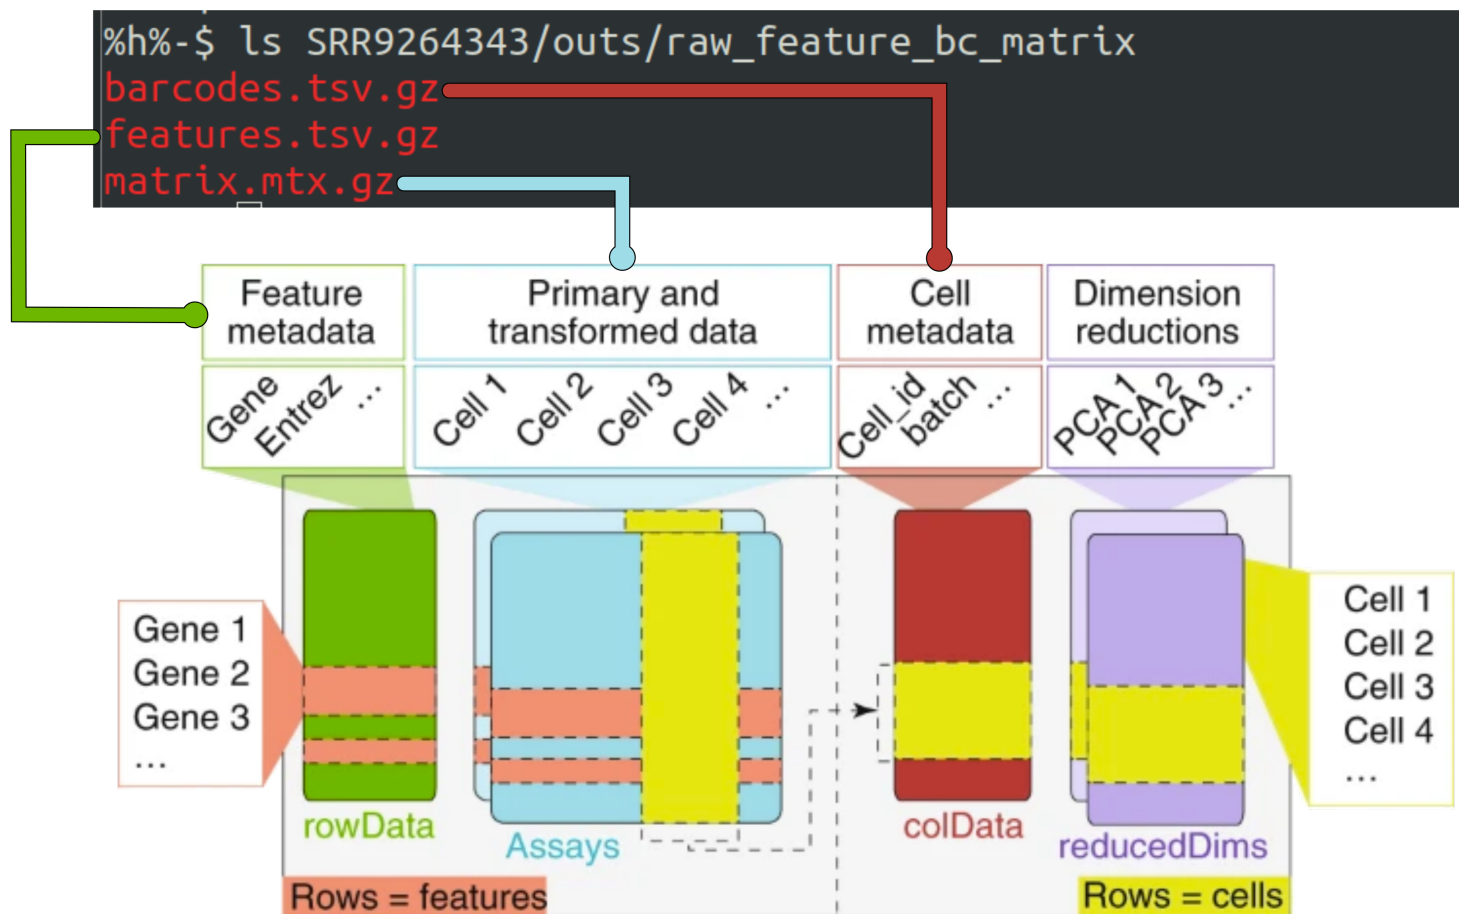 %h%-$ ls SRR9264343/outs/raw_feature_bc_matrix
barcodes.tsv.gz
features.tsv.gz
matrix.mtx.gz
Feature
metadata
Primary and
transformed data
Cell
metadata
Dimension
reductions
Gene
Entrez
...
Cell 1
Cell 2
Cell 3
Cell 4
...
Cell_id
batch
...
PCA 1
PCA 2
PCA 3
...
Gene 1
Gene 2
Gene 3
...
Cell 1
Cell 2
Cell 3
Cell 4
...
rowData
Assays
colData
reducedDims
Rows = features
Rows = cells